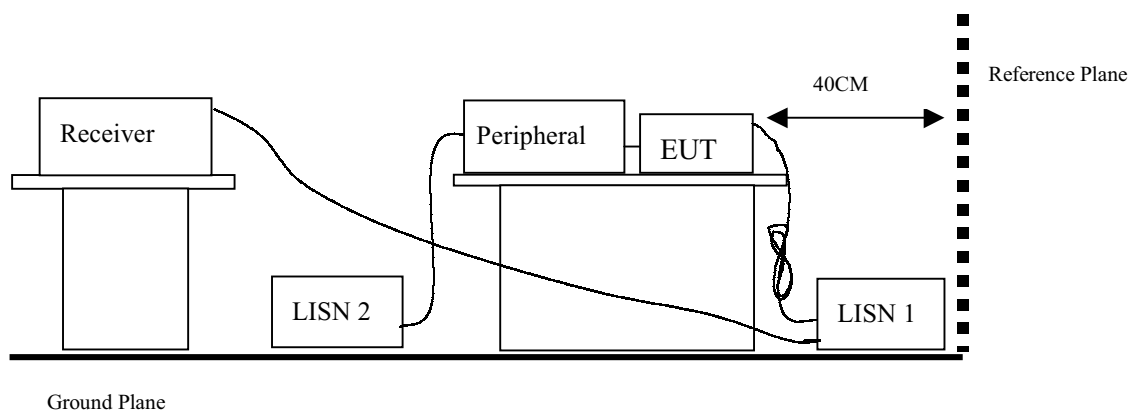 40CM
Reference Plane
Receiver
Peripheral
EUT
LISN 2
LISN 1
Ground Plane